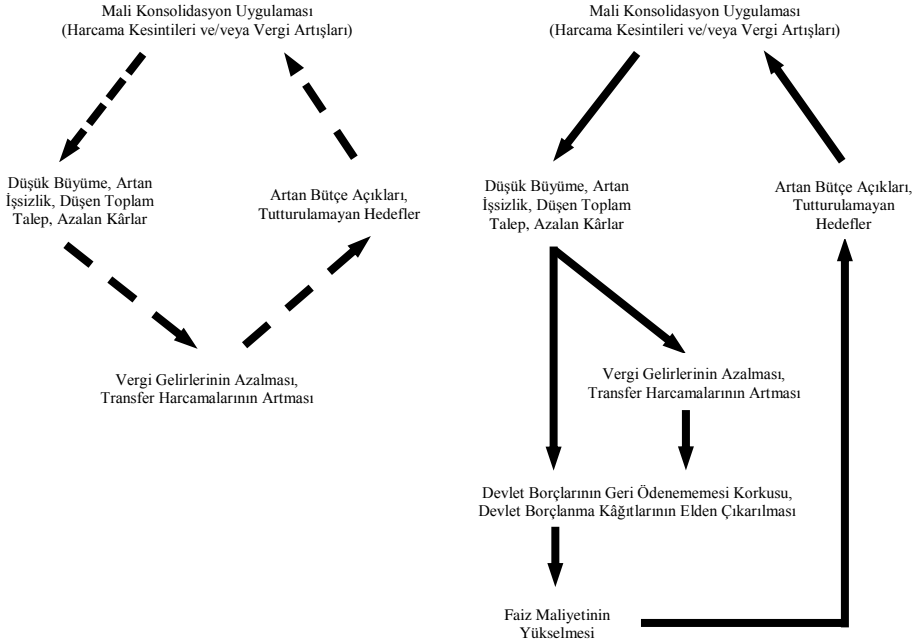 Mali Konsolidasyon Uygulaması
(Harcama Kesintileri ve/veya Vergi Artışları)
Düşük Büyüme, Artan
İşsizlik, Düşen Toplam
Talep, Azalan Kârlar
Artan Bütçe Açıkları,
Tutturulamayan Hedefler
Vergi Gelirlerinin Azalması,
Transfer Harcamalarının Artması
Mali Konsolidasyon Uygulaması
(Harcama Kesintileri ve/veya Vergi Artışları)
Düşük Büyüme, Artan
İşsizlik, Düşen Toplam
Talep, Azalan Kârlar
Artan Bütçe Açıkları,
Tutturulamayan
Hedefler
Vergi Gelirlerinin Azalması,
Transfer Harcamalarının Artması
Devlet Borçlarının Geri Ödenememesi Korkusu,
Devlet Borçlanma Kâğıtlarının Elden Çıkarılması
Faiz Maliyetinin
Yükselmesi